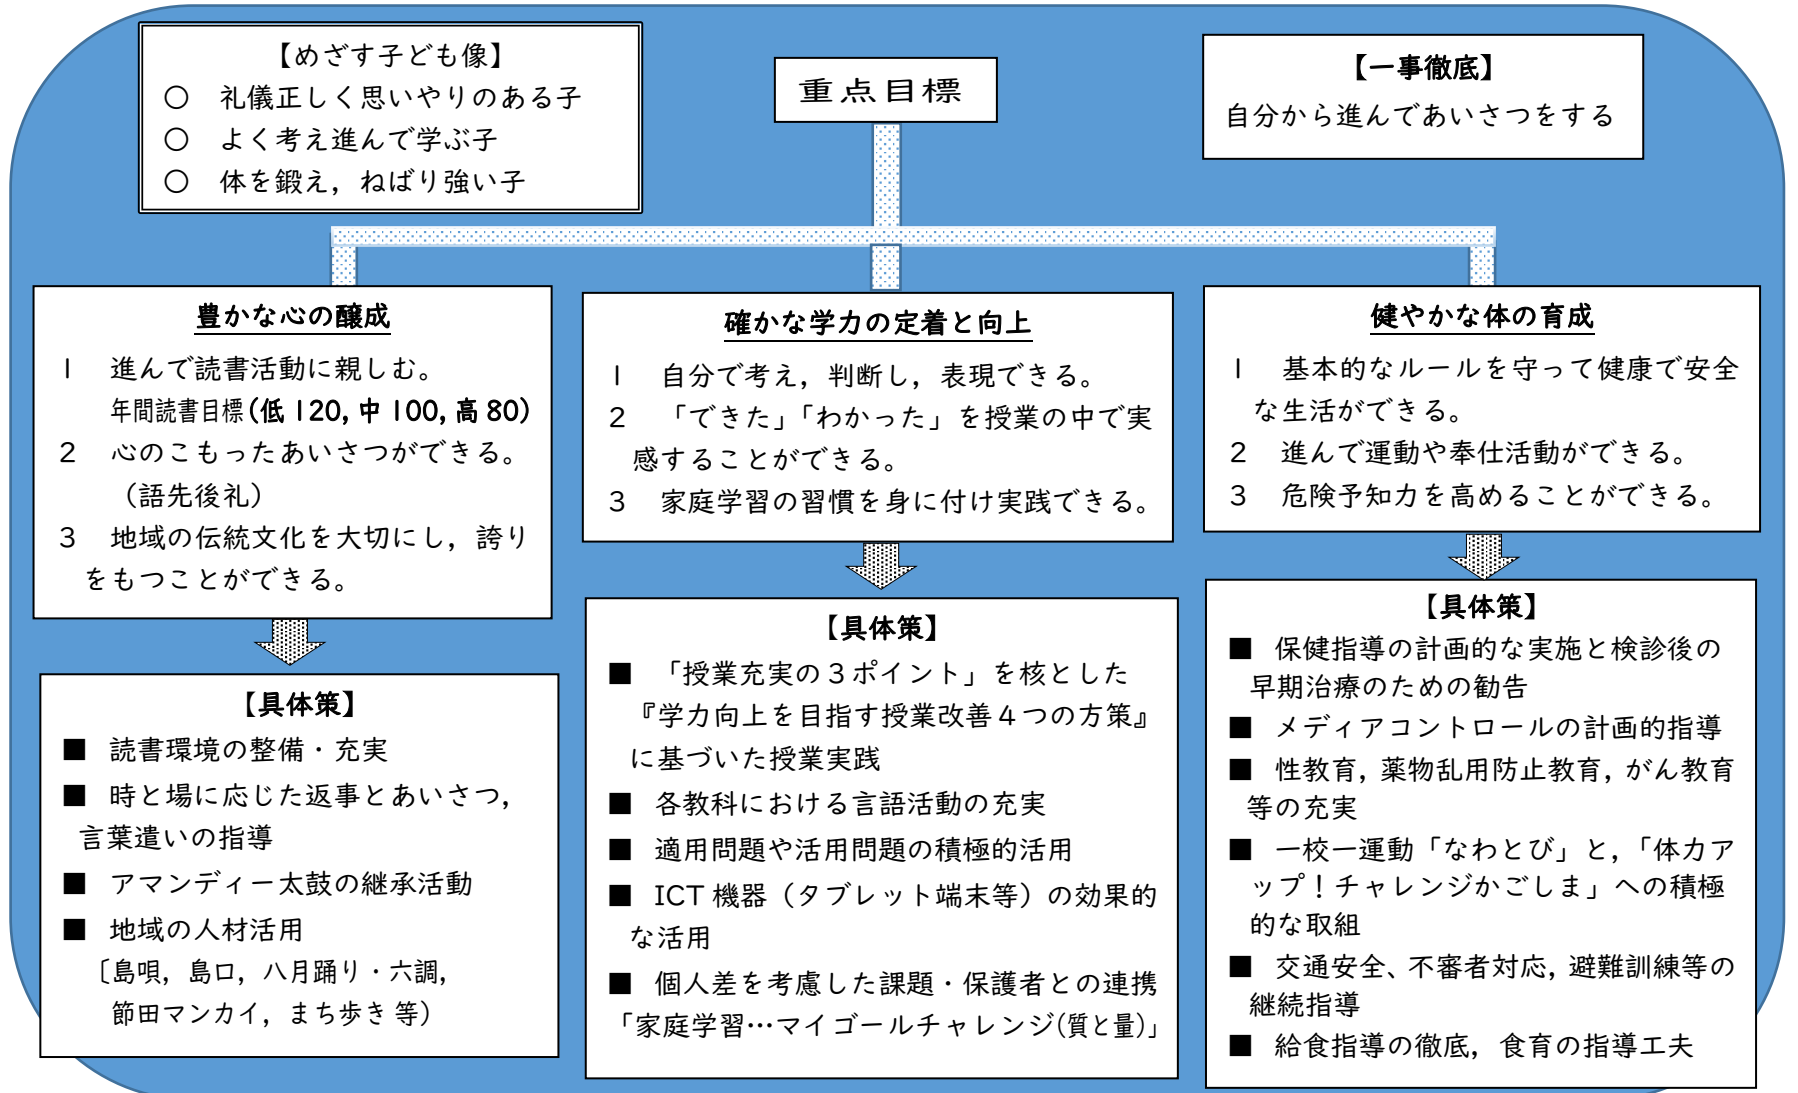 【めざす子ども像】
○ 礼儀正しく思いやりのある子
○ よく考え進んで学ぶ子
○ 体を鍛え，ねばり強い子
重点目標
【一事徹底】
自分から進んであいさつをする
豊かな心の醸成
1 進んで読書活動に親しむ。
年間読書目標(低120,中100,高80)
2 心のこもったあいさつができる。
（語先後礼）
3 地域の伝統文化を大切にし，誇り
をもつことができる。
【具体策】
■ 読書環境の整備・充実
■ 時と場に応じた返事とあいさつ，
言葉遣いの指導
■ アマンディー太鼓の継承活動
■ 地域の人材活用
〔島唄，島口，八月踊り・六調，
節田マンカイ，まち歩き 等）
確かな学力の定着と向上
1 自分で考え，判断し，表現できる。
2 「できた」「わかった」を授業の中で実
感することができる。
3 家庭学習の習慣を身に付け実践できる。
【具体策】
■ 「授業充実の３ポイント」を核とした
『学力向上を目指す授業改善４つの方策』
に基づいた授業実践
■ 各教科における言語活動の充実
■ 適用問題や活用問題の積極的活用
■ ICT機器（タブレット端末等）の効果的
な活用
■ 個人差を考慮した課題・保護者との連携
「家庭学習…マイゴールチャレンジ(質と量)」
健やかな体の育成
1 基本的なルールを守って健康で安全
な生活ができる。
2 進んで運動や奉仕活動ができる。
3 危険予知力を高めることができる。
【具体策】
■ 保健指導の計画的な実施と検診後の
早期治療のための勧告
■ メディアコントロールの計画的指導
■ 性教育，薬物乱用防止教育，がん教育
等の充実
■ 一校一運動「なわとび」と，「体力ア
ップ！チャレンジかごしま」への積極
的な取組
■ 交通安全、不審者対応，避難訓練等の
継続指導
■ 給食指導の徹底，食育の指導工夫